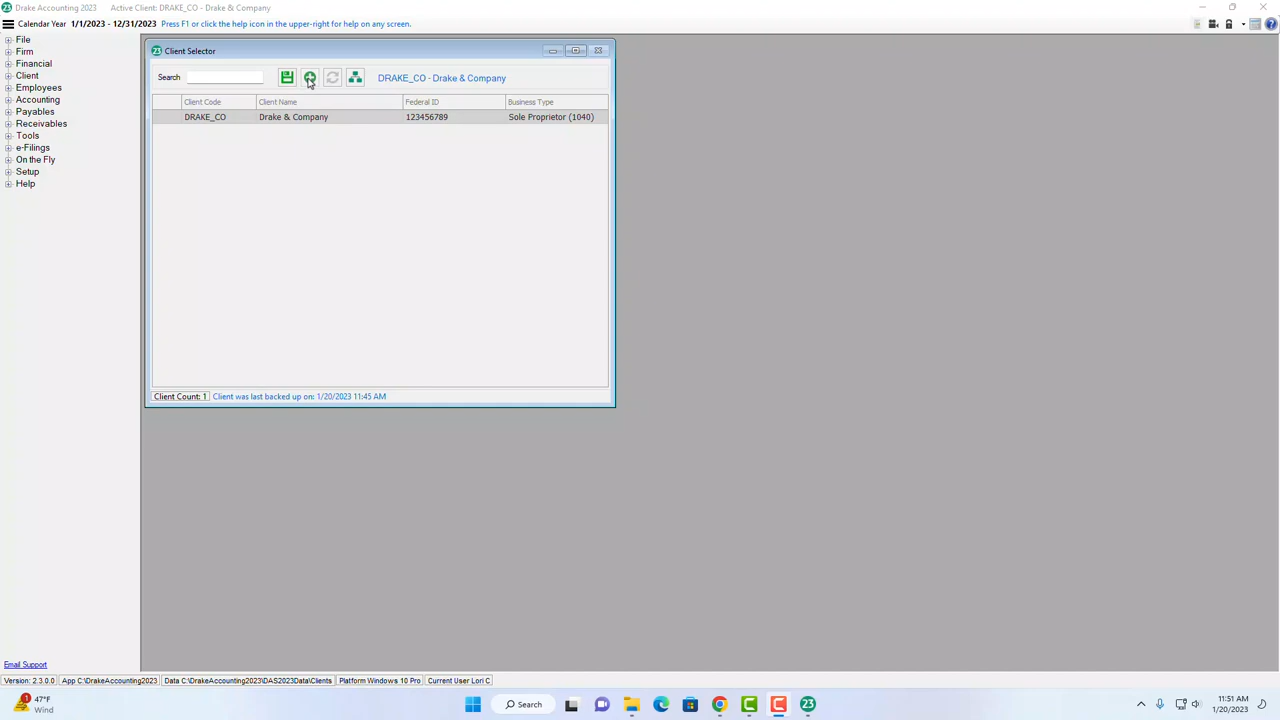 Drake Accounting 2023 Active Client: DRAKE_CO - Drake & Company
Calendar Year 1/1/2023 - 12/31/2023 Press F1 or click the help icon in the upper-right for help on any screen.
File
Firm
Financial
Client
Employees
Accounting
Payables
Receivables
Tools
e-Filings
On the Fly
Setup
Help
23 Client Selector
Search DRAKE_CO - Drake & Company
Client Code Client Name Federal ID Business Type
DRAKE_CO Drake & Company 123456789 Sole Proprietor (1040)
Client Count: 1 Client was last backed up on: 1/20/2023 11:45 AM
Email Support
Version: 2.3.0.0 App C:\DrakeAccounting2023 Data C:\DrakeAccounting2023\DAS2023Data\Clients Platform Windows 10 Pro Current User Lori C
47°F
Wind
Search
23
11:51 AM
1/20/2023